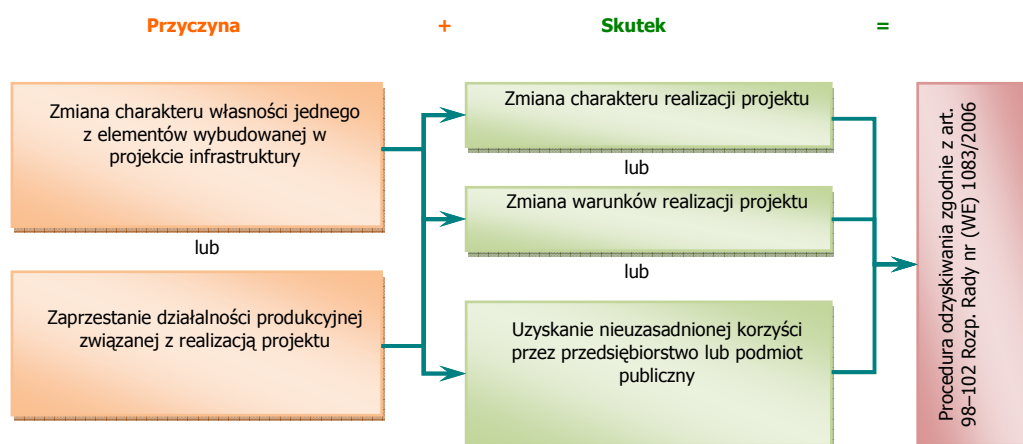 Przyczyna + Skutek =
Zmiana charakteru własności jednego
z elementów wybudowanej w
projekcie infrastruktury
lub
Zaprzestanie działalności produkcyjnej
związanej z realizacją projektu
Zmiana charakteru realizacji projektu
lub
Zmiana warunków realizacji projektu
lub
Uzyskanie nieuzasadnionej korzyści
przez przedsiębiorstwo lub podmiot
publiczny
Procedura odzyskiwania zgodnie z art.
98–102 Rozp. Rady nr (WE) 1083/2006